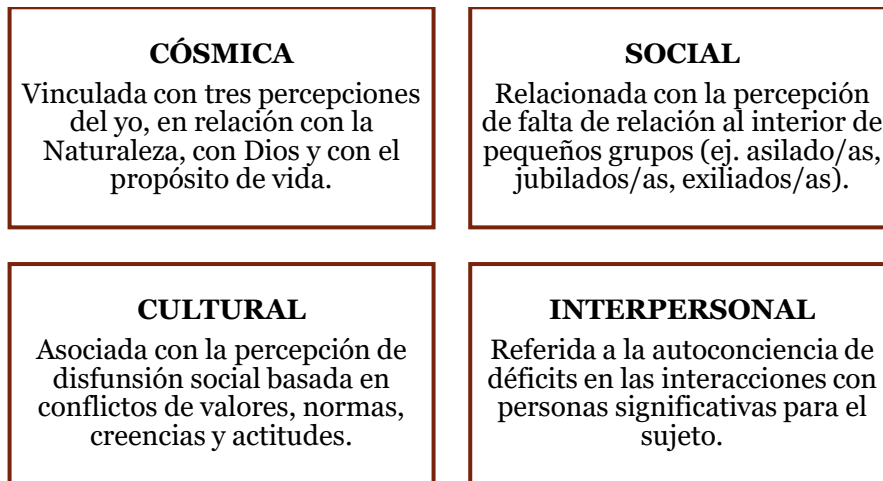 CÓSMICA
Vinculada con tres percepciones
del yo, en relación con la
Naturaleza, con Dios y con el
propósito de vida.
SOCIAL
Relacionada con la percepción
de falta de relación al interior de
pequeños grupos (ej. asilado/as,
jubilados/as, exiliados/as).
CULTURAL
Asociada con la percepción de
disfunsión social basada en
conflictos de valores, normas,
creencias y actitudes.
INTERPERSONAL
Referida a la autoconciencia de
déficits en las interacciones con
personas significativas para el
sujeto.